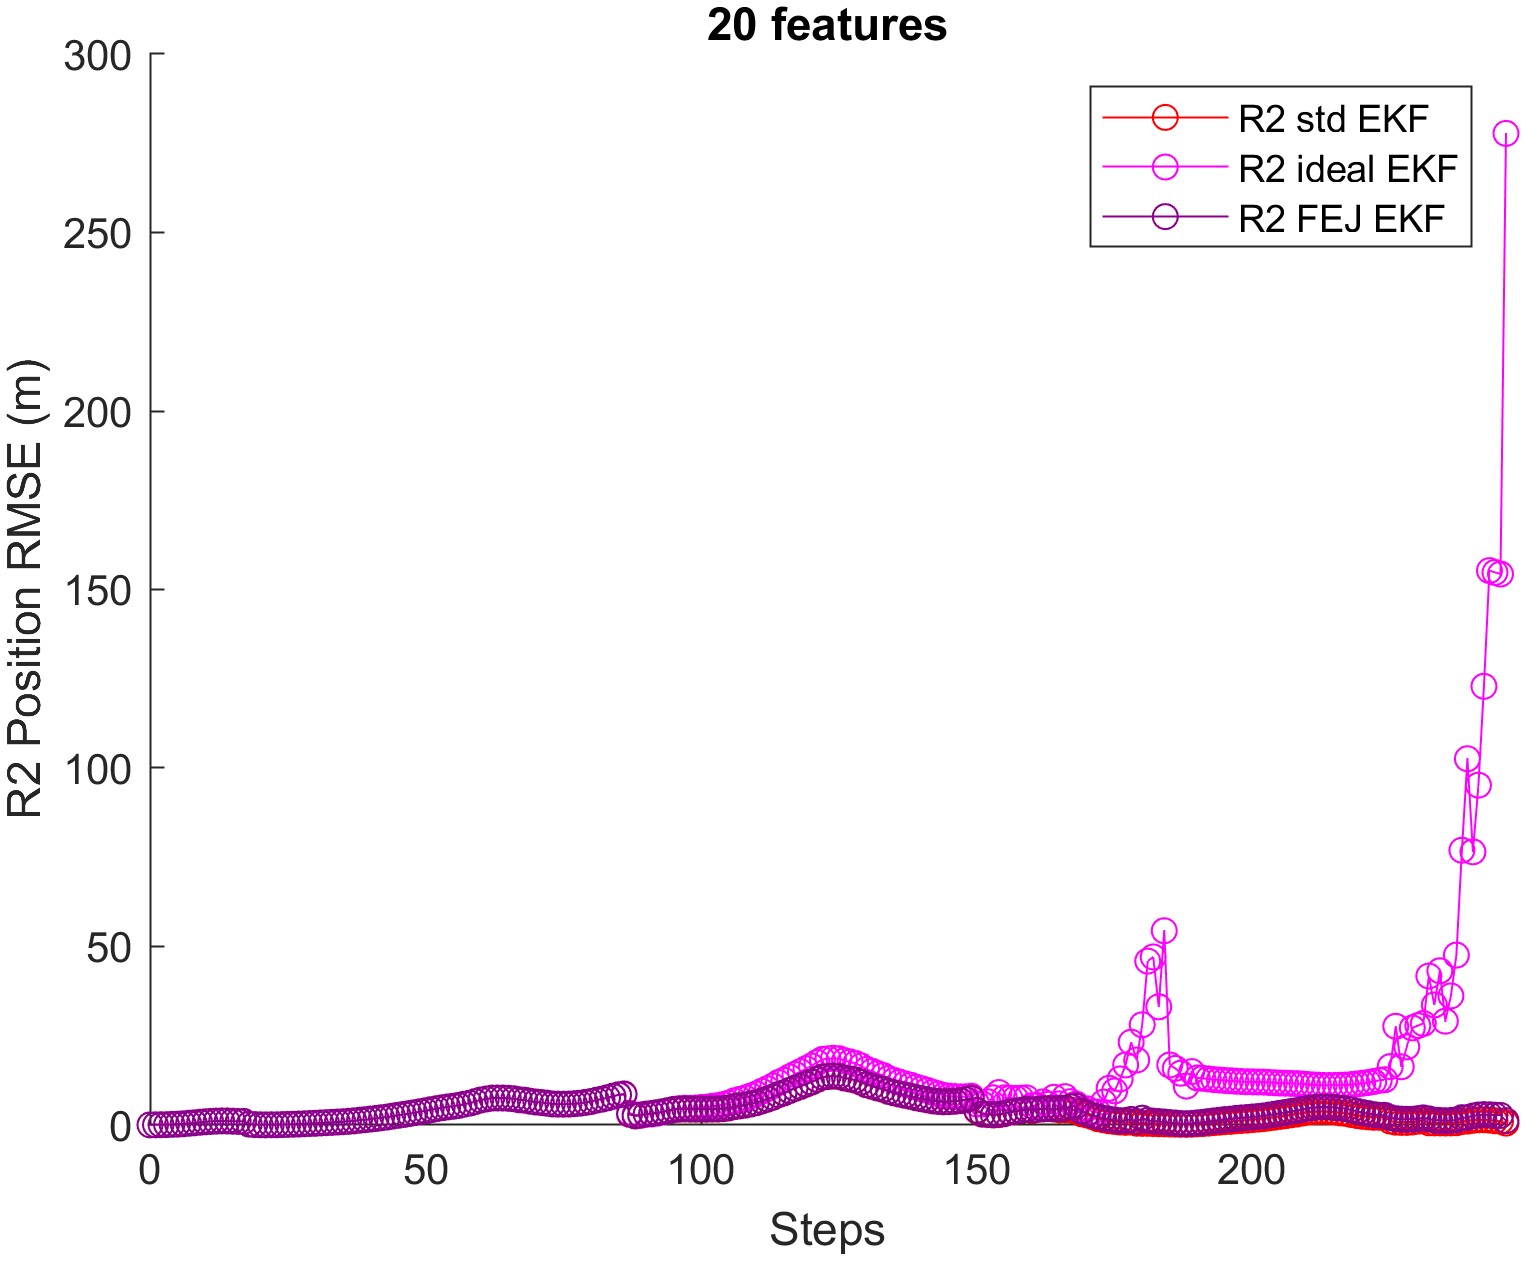 20 features
300
250
200
150
100
50
0
R2 Position RMSE (m)
R2 std EKF
R2 ideal EKF
R2 FEJ EKF
0 50 100 150 200
Steps